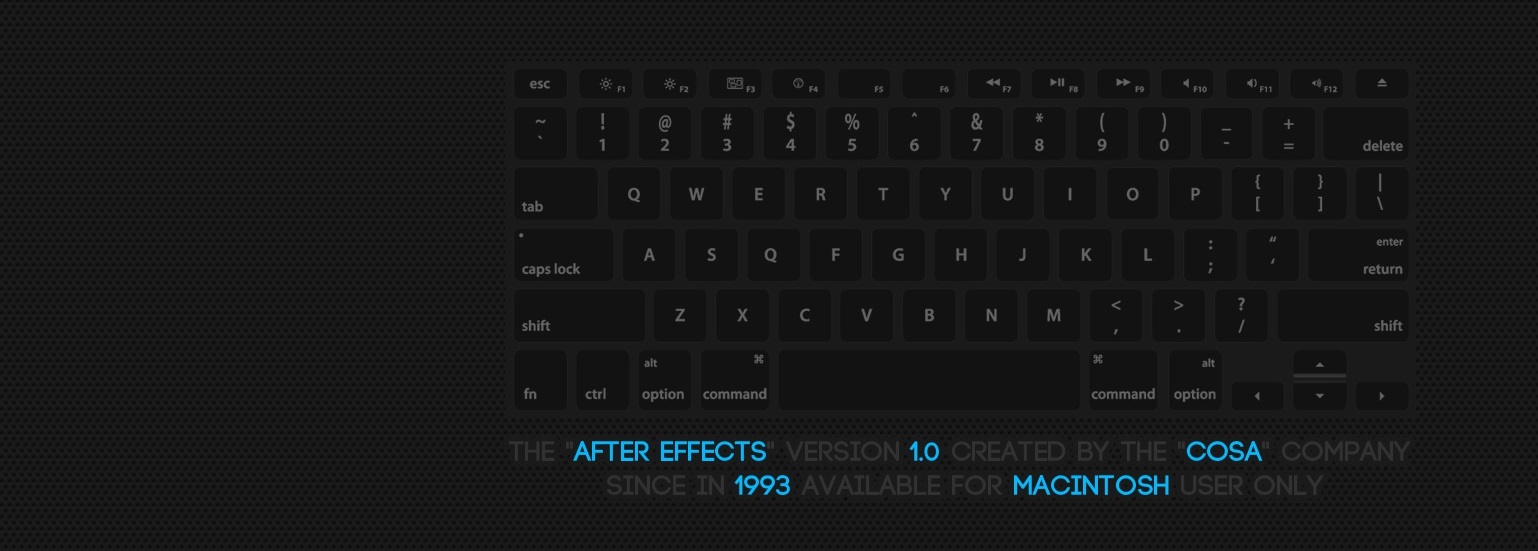 esc F1 F2 F3 F4 F5 F6 F7 F8 F9 F10 F11 F12
~ ! @ # $ % ^ & * ( ) _ +
` 1 2 3 4 5 6 7 8 9 0 - = delete
Q W E R T Y U I O P { } |
tab [ ] \
A S D F G H J K L : “ enter
caps lock ; ‘ return
Z X C V B N M < > ?
shift , . / shift
alt ⌘ ⌘ alt
fn ctrl option command command option
THE "AFTER EFFECTS" VERSION 1.0 CREATED BY THE "COSA" COMPANY
SINCE IN 1993 AVAILABLE FOR MACINTOSH USER ONLY